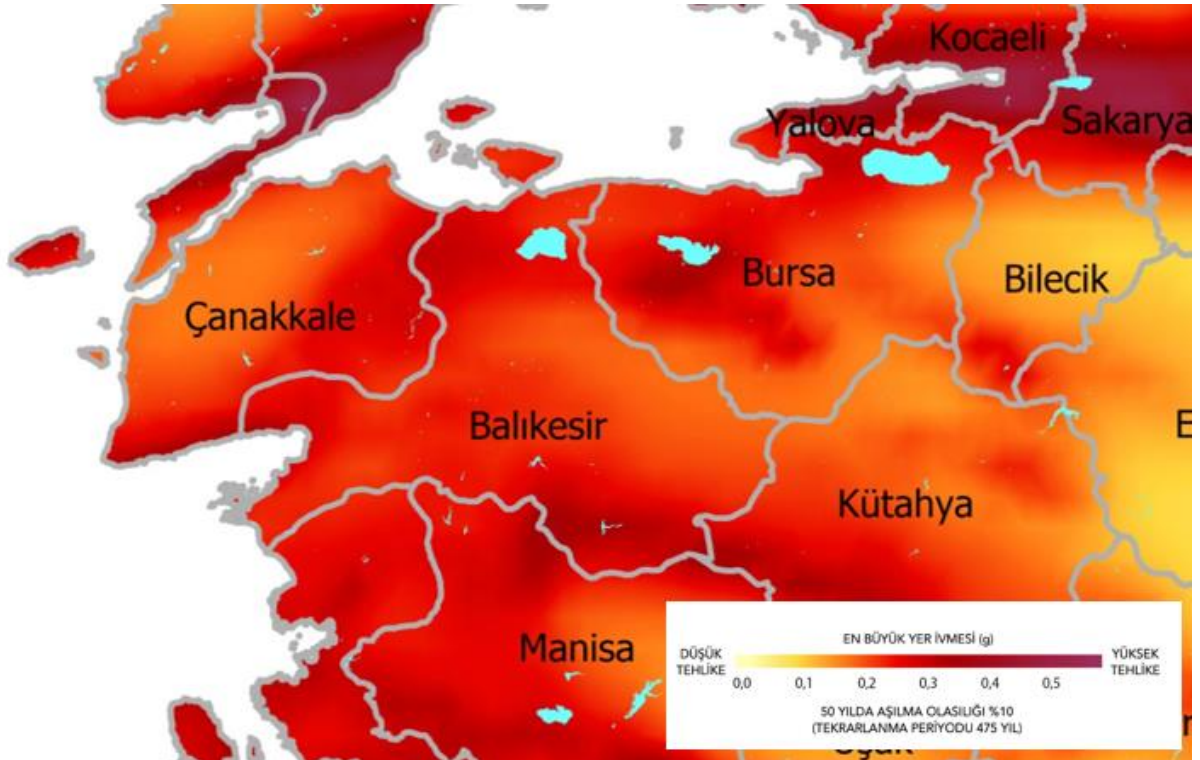 Kocaeli
Yalova
Sakarya
Bursa
Bilecik
Çanakkale
Balıkesir
E
Kütahya
Manisa
EN BÜYÜK YER İVMESİ (g)
DÜŞÜK
TEHLİKE
YÜKSEK
TEHLİKE
0,0 0,1 0,2 0,3 0,4 0,5
50 YILDA AŞILMA OLASILIĞI %10
(TEKRARLANMA PERİYODU 475 YIL)